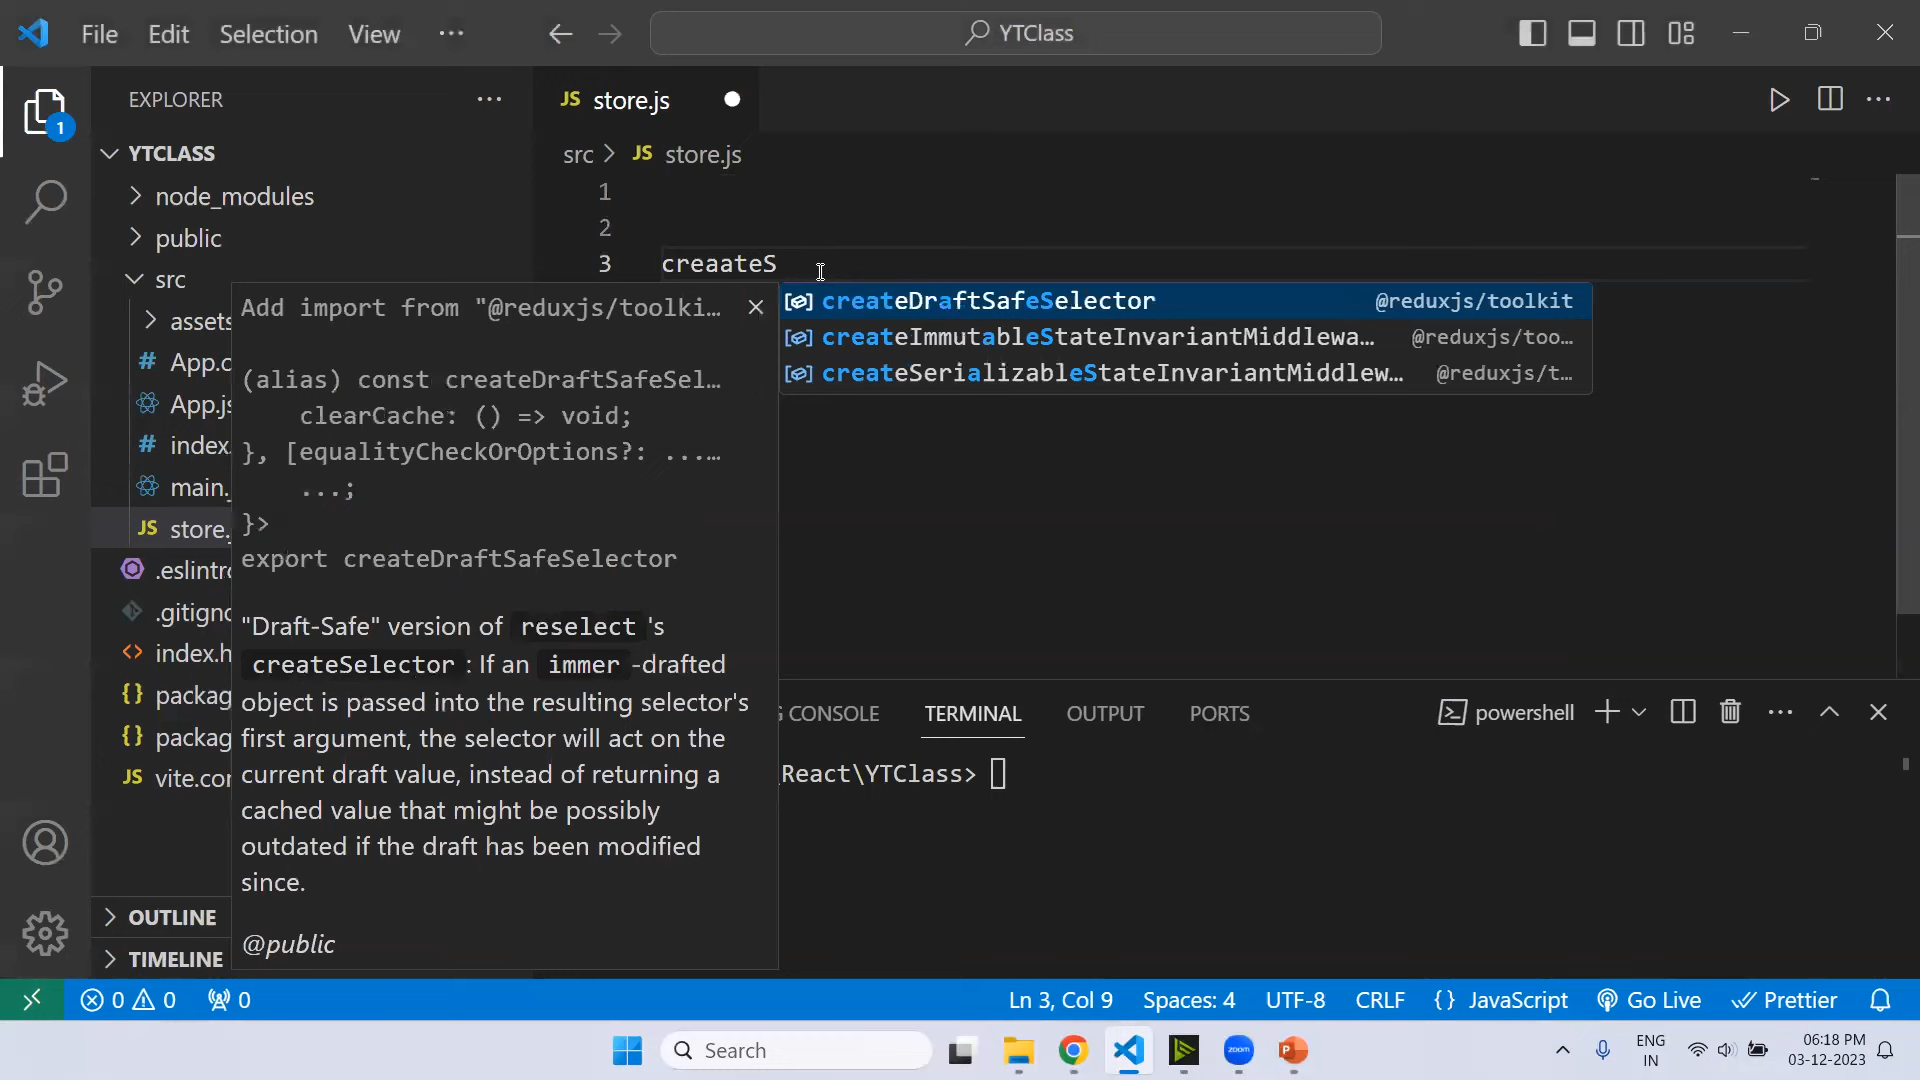 File Edit Selection View ··· YTClass
EXPLORER ···
YTCLASS
node_modules
public
src
assets
# App.c
App.js
# index.
main.
JS store.
.eslintr
.gitigno
<> index.h
{} packag
{} packag
JS vite.cor
OUTLINE
TIMELINE
1
JS store.js
src > JS store.js
1
2
3 creaateS
createDraftSafeSelector @reduxjs/toolkit
createImmutableStateInvariantMiddlewa… @reduxjs/too…
createSerializableStateInvariantMiddlew… @reduxjs/t…
Add import from "@reduxjs/toolki…
(alias) const createDraftSafeSel…
clearCache: () => void;
}, [equalityCheckOrOptions?: ...…
...;
}>
export createDraftSafeSelector
"Draft-Safe" version of reselect 's
createSelector : If an immer -drafted
object is passed into the resulting selector's
first argument, the selector will act on the
current draft value, instead of returning a
cached value that might be possibly
outdated if the draft has been modified
since.
@public
G CONSOLE TERMINAL OUTPUT PORTS powershell
React\YTClass>
0 0 0 Ln 3, Col 9 Spaces: 4 UTF-8 CRLF {} JavaScript Go Live Prettier
Search zoom ENG
IN
06:18 PM
03-12-2023